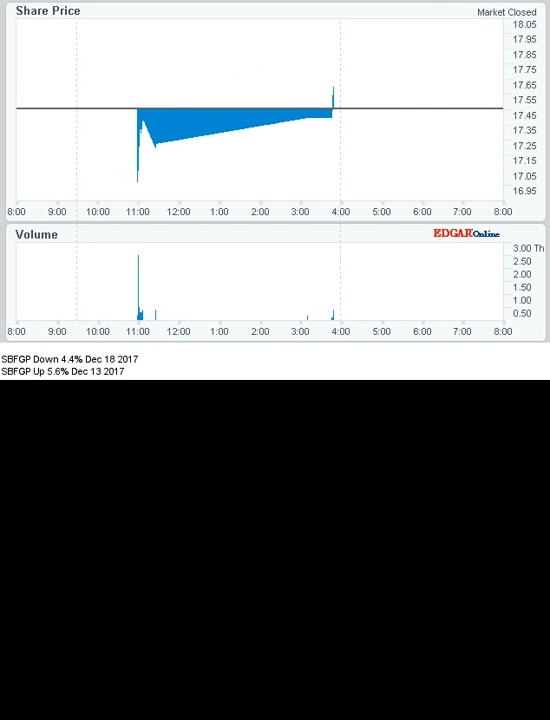 Share Price
Market Closed
18.05
17.95
17.85
17.75
17.65
17.55
17.45
17.35
17.25
17.15
17.05
16.95
8:00 9:00 10:00 11:00 12:00 1:00 2:00 3:00 4:00 5:00 6:00 7:00 8:00
Volume
EDGAR Online
3.00 Th
2.50
2.00
1.50
1.00
0.50
8:00 9:00 10:00 11:00 12:00 1:00 2:00 3:00 4:00 5:00 6:00 7:00 8:00
SBFGP Down 4.4% Dec 18 2017
SBFGP Up 5.6% Dec 13 2017